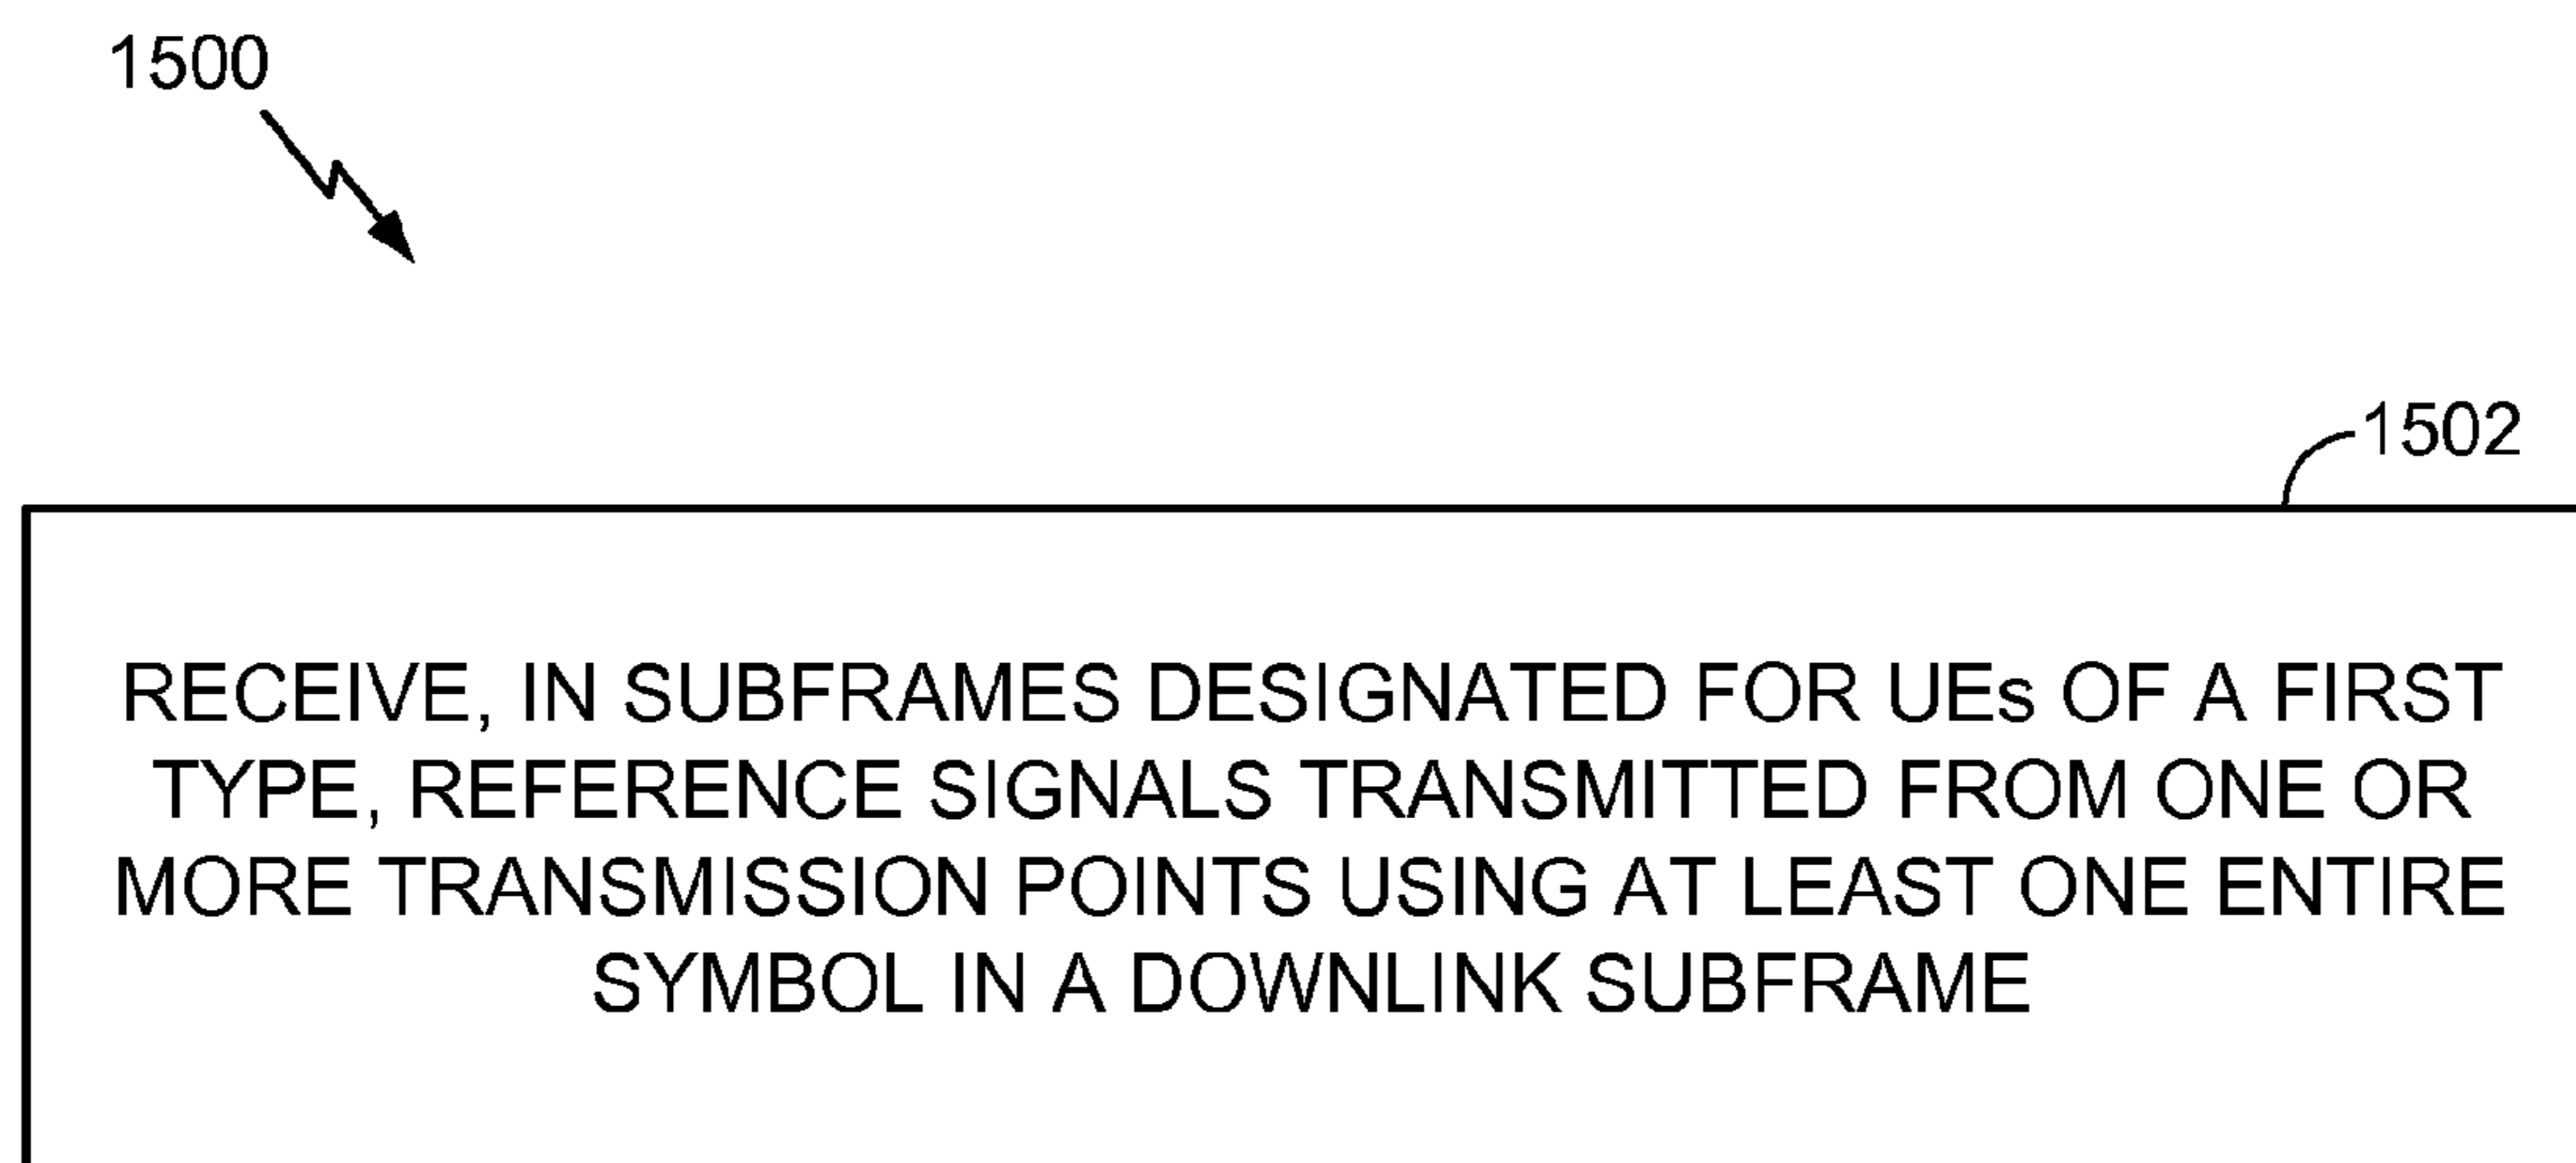 1500
1502
RECEIVE, IN SUBFRAMES DESIGNATED FOR UEs OF A FIRST
TYPE, REFERENCE SIGNALS TRANSMITTED FROM ONE OR
MORE TRANSMISSION POINTS USING AT LEAST ONE ENTIRE
SYMBOL IN A DOWNLINK SUBFRAME